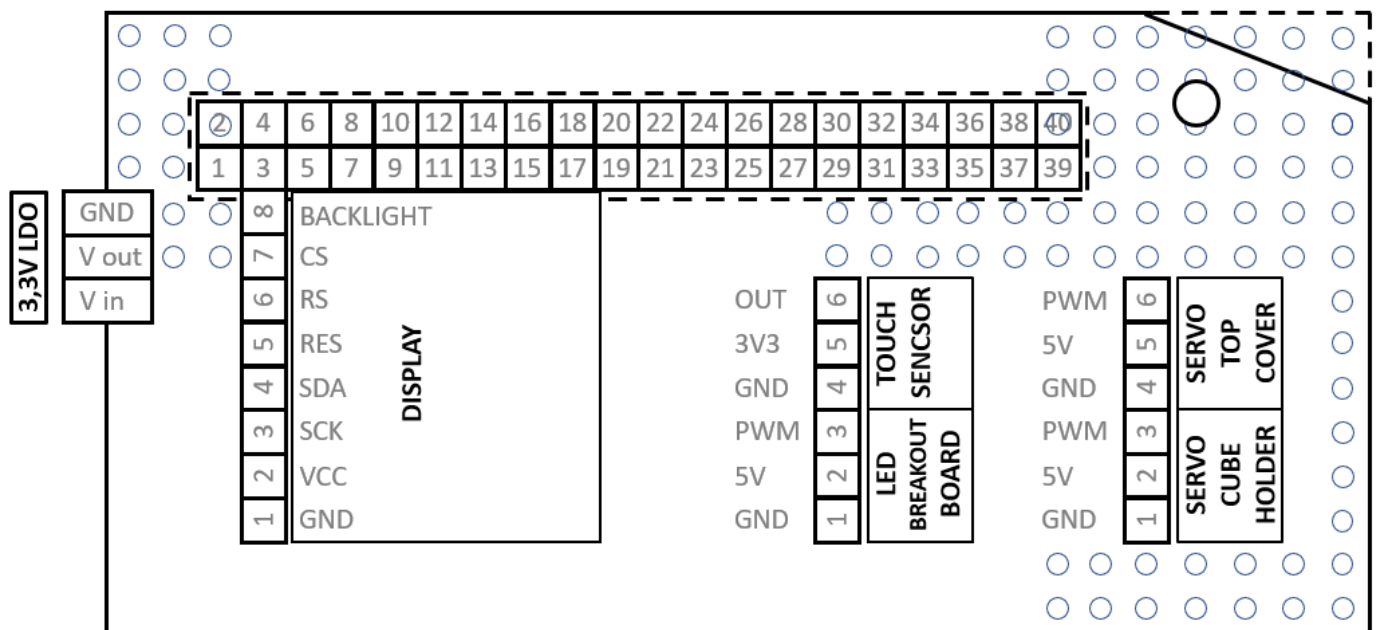 2 4 6 8 10 12 14 16 18 20 22 24 26 28 30 32 34 36 38 40
1 3 5 7 9 11 13 15 17 19 21 23 25 27 29 31 33 35 37 39
3,3V LDO
GND
V out
V in
8 BACKLIGHT
7 CS
6 RS
5 RES
4 SDA
3 SCK
2 VCC
1 GND
DISPLAY
OUT 6
3V3 5
GND 4
PWM 3
5V 2
GND 1
TOUCH
SENCSOR
LED
BREAKOUT
BOARD
PWM 6
5V 5
GND 4
PWM 3
5V 2
GND 1
SERVO
TOP
COVER
SERVO
CUBE
HOLDER